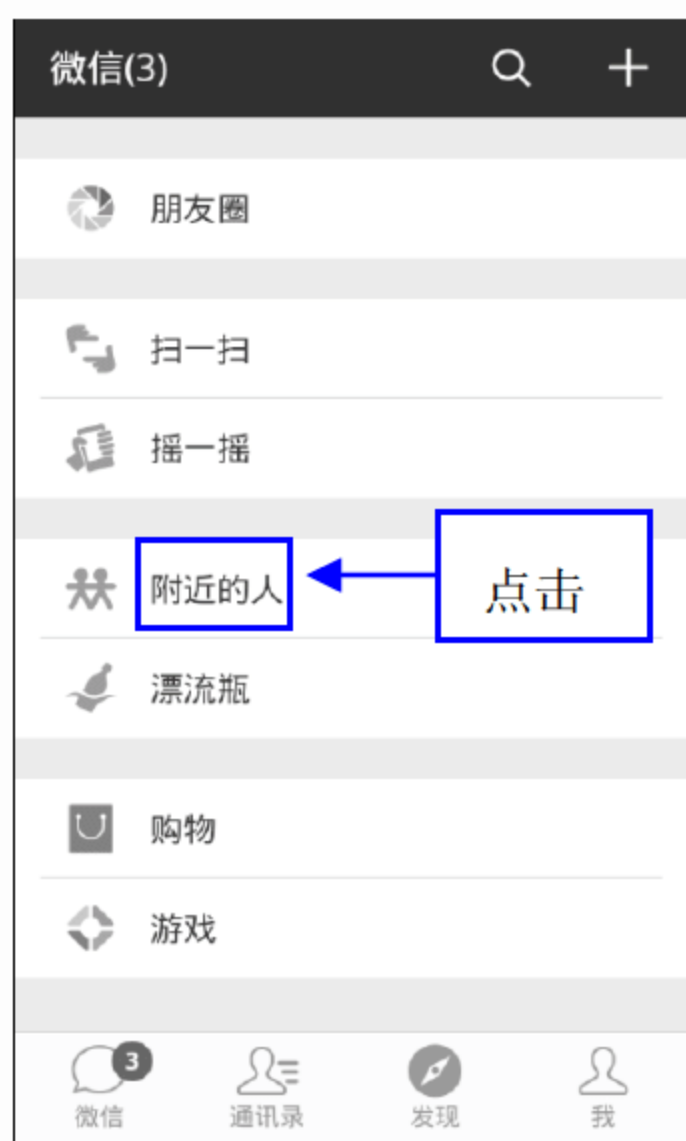 微信(3)
朋友圈
扫一扫
摇一摇
附近的人
点击
漂流瓶
购物
游戏
3
微信
通讯录
发现
我